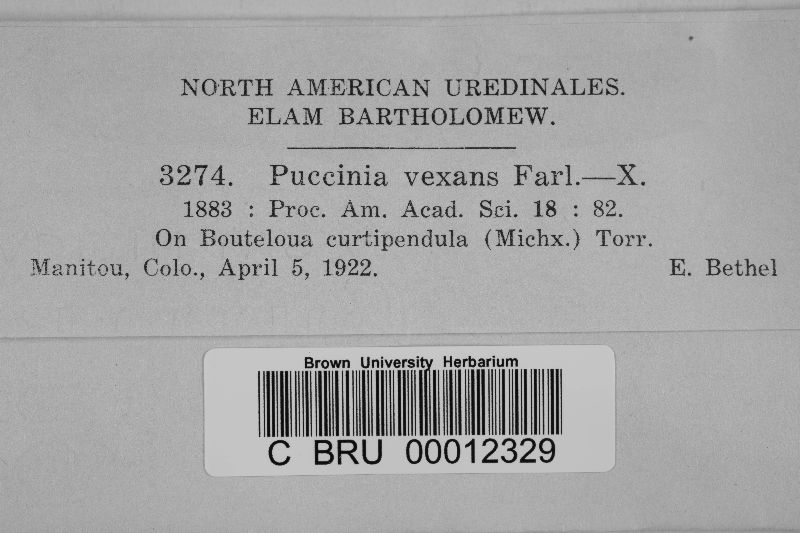 NORTH AMERICAN UREDINALES.
ELAM BARTHOLOMEW.
3274. Puccinia vexans Farl.—X.
1883 : Proc. Am. Acad. Sci. 18 : 82.
On Bouteloua curtipendula (Michx.) Torr.
Manitou, Colo., April 5, 1922. E. Bethel
Brown University Herbarium
C BRU 00012329